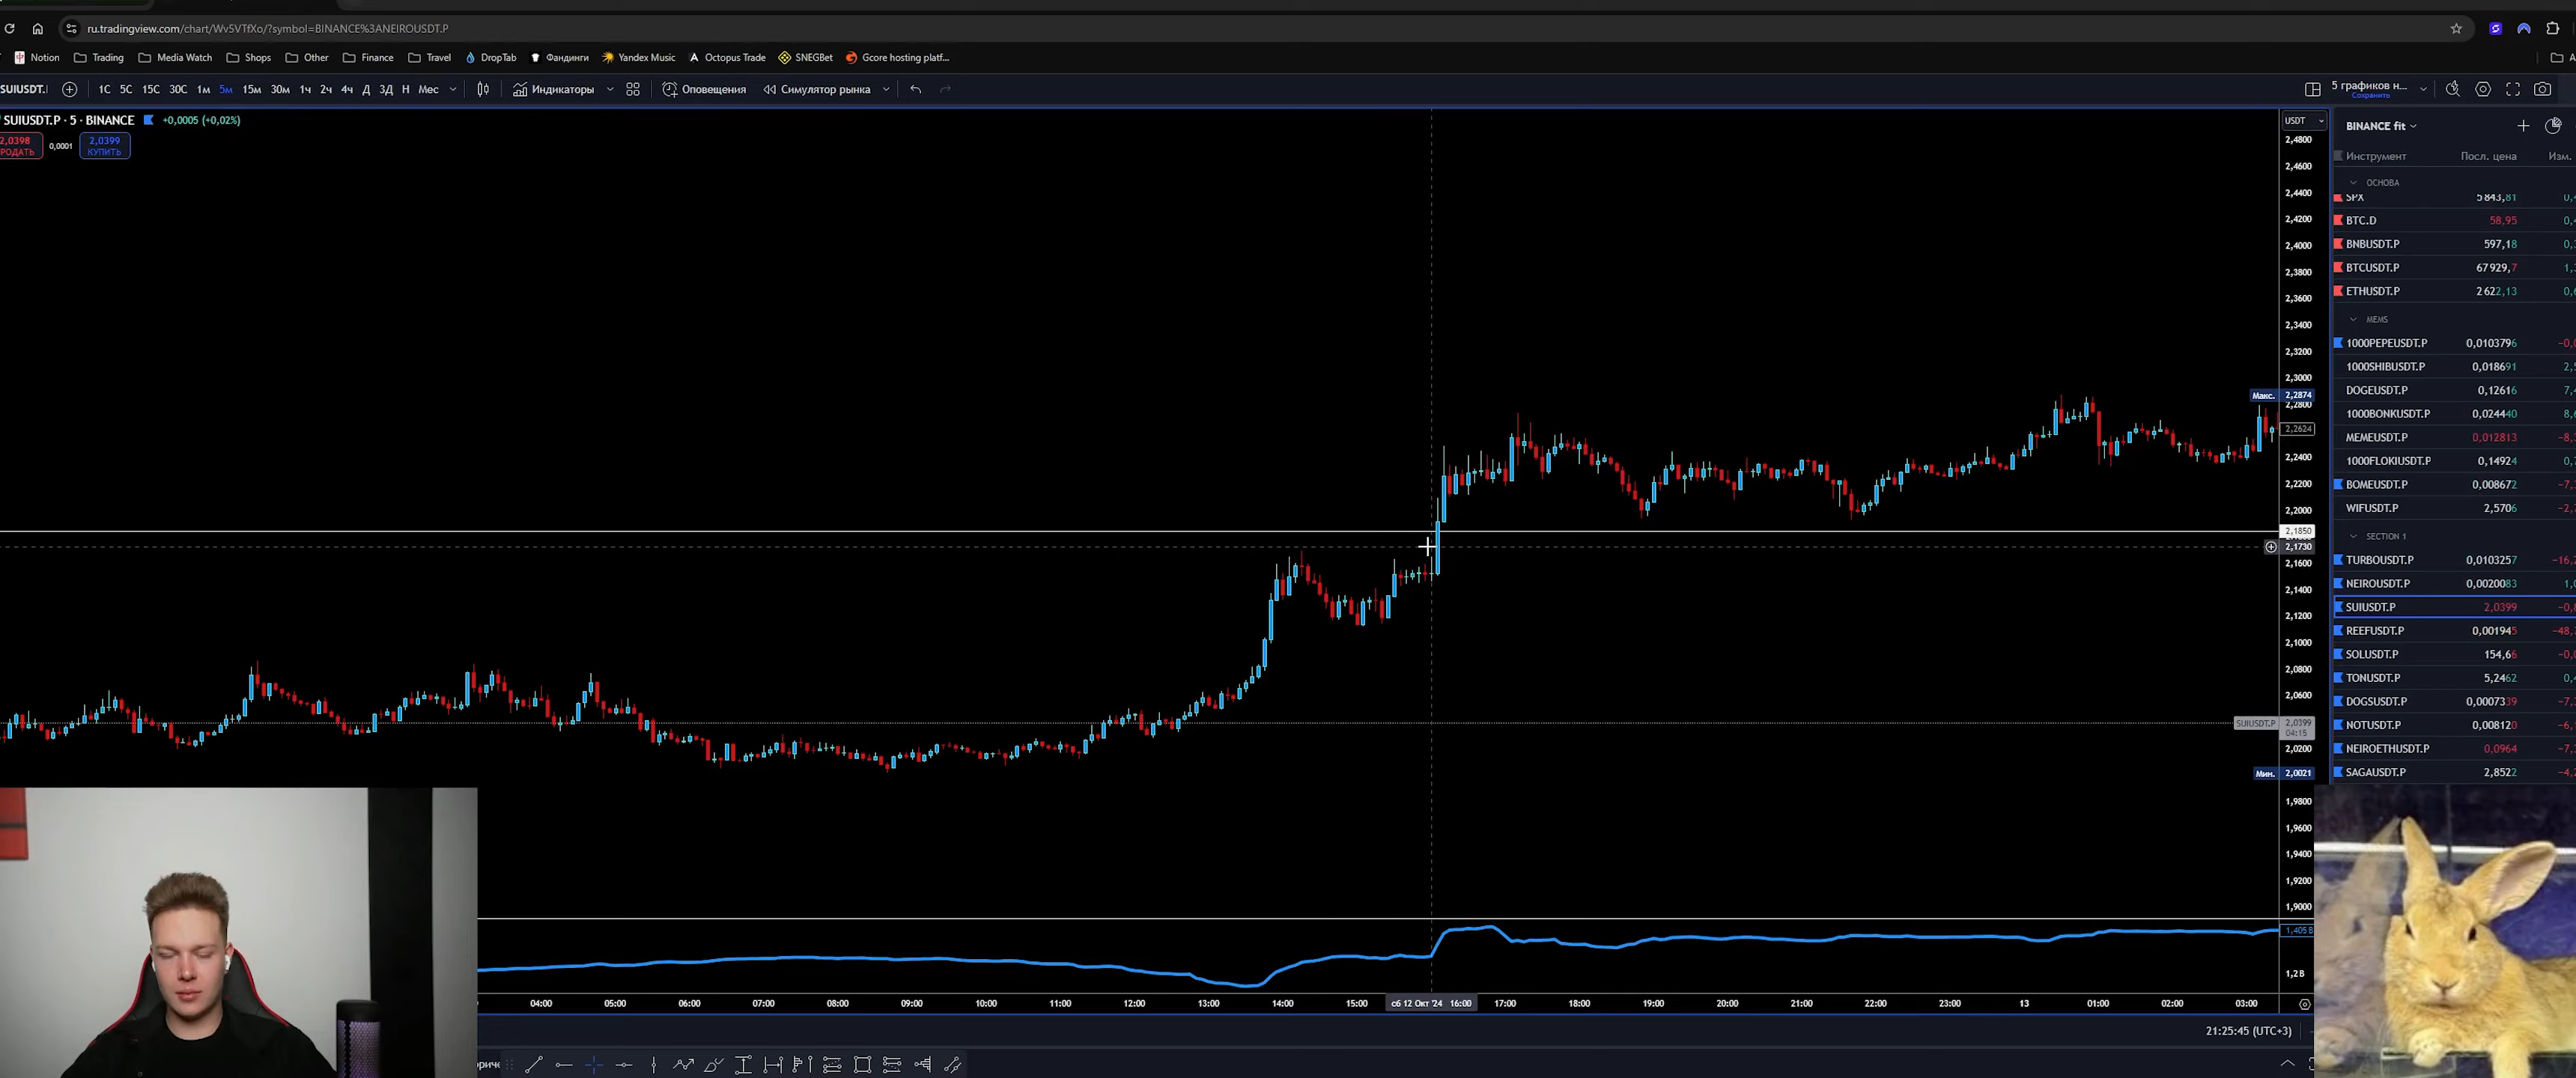 ru.tradingview.com/chart/Wv5VTfXo/?symbol=BINANCE%3ANEIROUSDT.P
Notion Trading Media Watch Shops Other Finance Travel DropTab Фандинги Yandex Music Octopus Trade SNEGBet Gcore hosting platf...
SUIUSDT. 1С 5С 15С 30С 1м 5м 15м 30м 1ч 2ч 4ч Д 3Д Н Мес Индикаторы Оповещения Симулятор рынка 5 графиков н...
Сохранить
SUIUSDT.P · 5 · BINANCE +0,0005 (+0,02%)
2,0398 0,0001 2,0399
РОДАТЬ КУПИТЬ
USDT
2,4800
2,4600
2,4400
2,4200
2,4000
2,3800
2,3600
2,3400
2,3200
2,3000
Макс. 2,2874
2,2800
2,2624
2,2400
2,2200
2,2000
2,1850
2,1730
2,1600
2,1400
2,1200
2,1000
2,0800
2,0600
SUIUSDT.P 2,0399
04:15
2,0200
Мин. 2,0021
1,9800
1,9600
1,9400
1,9200
1,9000
1,405 B
1,2 B
04:00 05:00 06:00 07:00 08:00 09:00 10:00 11:00 12:00 13:00 14:00 15:00 сб 12 Окт '24 16:00 17:00 18:00 19:00 20:00 21:00 22:00 23:00 13 01:00 02:00 03:00
21:25:45 (UTC+3)
BINANCE fit
Инструмент Посл. цена Изм.
ОСНОВА
SPX 5 843,81
BTC.D 58,95
BNBUSDT.P 597,18
BTCUSDT.P 67 929,7
ETHUSDT.P 2 622,13
MEMS
1000PEPEUSDT.P 0,0103796
1000SHIBUSDT.P 0,018691
DOGEUSDT.P 0,12616
1000BONKUSDT.P 0,024440
MEMEUSDT.P 0,012813
1000FLOKIUSDT.P 0,14924
BOMEUSDT.P 0,008672
WIFUSDT.P 2,5706
SECTION 1
TURBOUSDT.P 0,0103257
NEIROUSDT.P 0,0020083
SUIUSDT.P 2,0399
REEFUSDT.P 0,001945
SOLUSDT.P 154,66
TONUSDT.P 5,2462
DOGSUSDT.P 0,0007339
NOTUSDT.P 0,008120
NEIROETHUSDT.P 0,0964
SAGAUSDT.P 2,8522